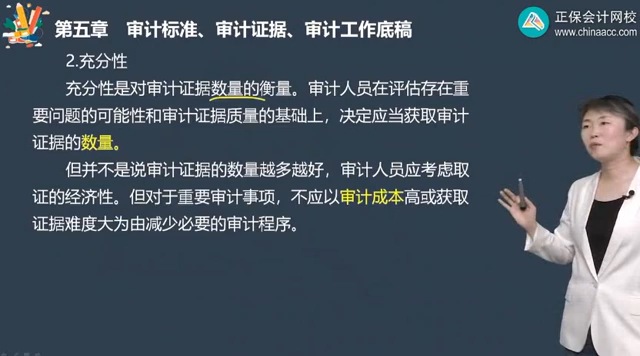 第五章 审计标准、审计证据、审计工作底稿
正保会计网校
www.chinaacc.com
2.充分性
充分性是对审计证据数量的衡量。审计人员在评估存在重
要问题的可能性和审计证据质量的基础上，决定应当获取审计
证据的数量。
但并不是说审计证据的数量越多越好，审计人员应考虑取
证的经济性。但对于重要审计事项，不应以审计成本高或获取
证据难度大为由减少必要的审计程序。